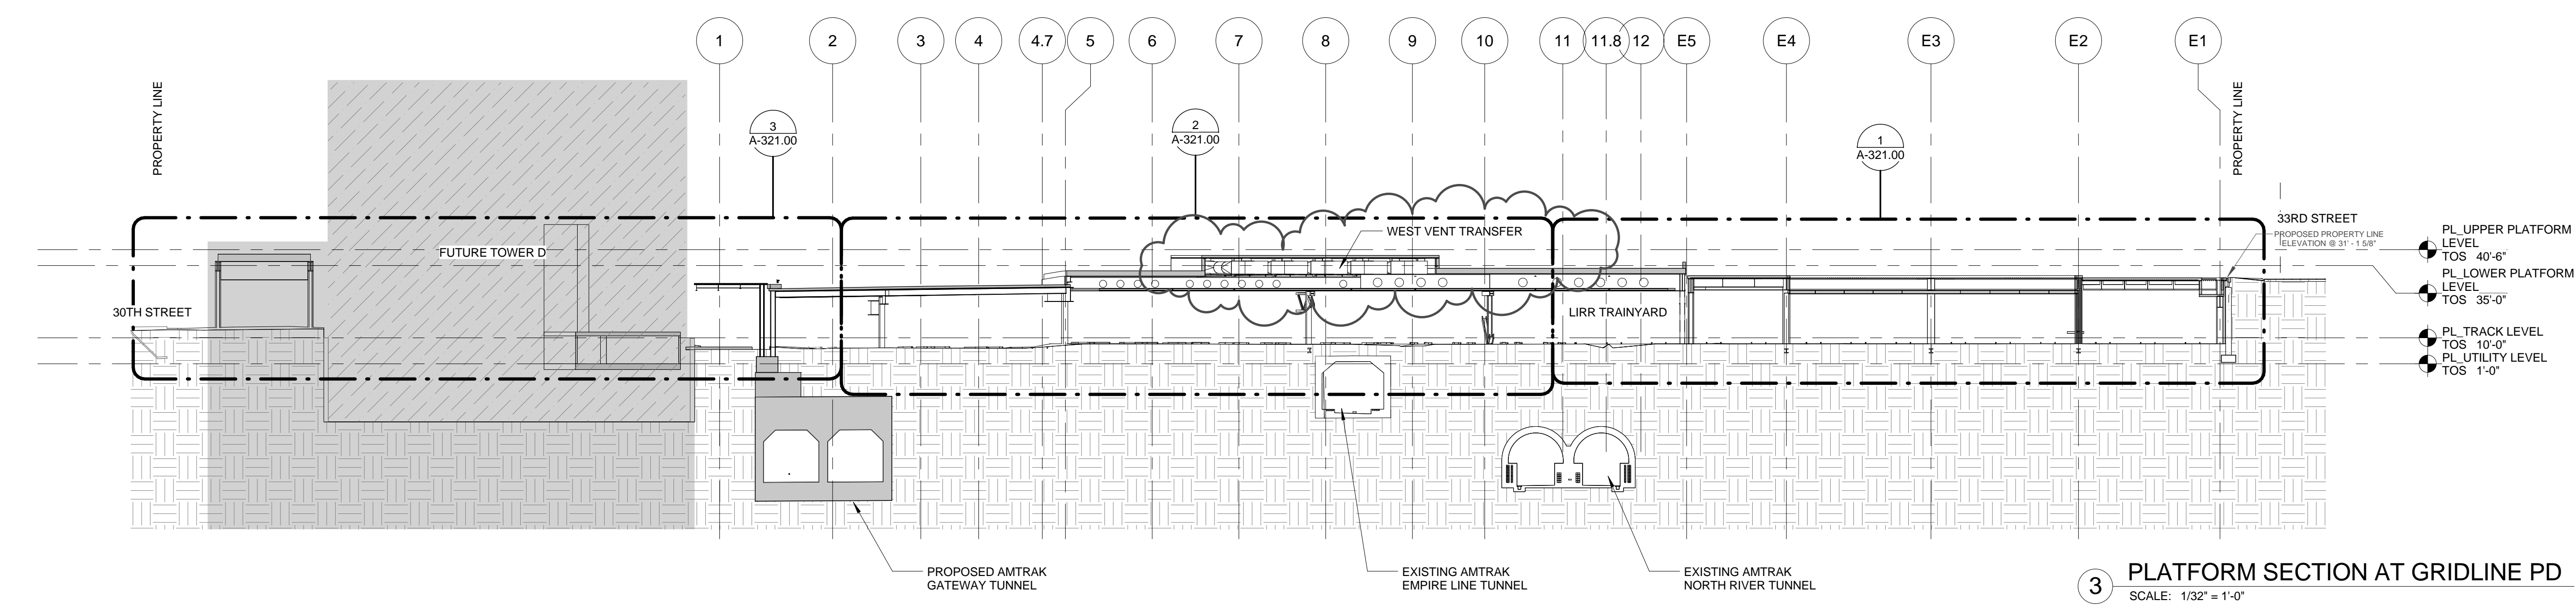 1
2
3
4
4.7
5
6
7
8
9
10
11
11.8
12
E5
E4
E3
E2
E1
PROPERTY LINE
PROPERTY LINE
3
A-321.00
2
A-321.00
1
A-321.00
33RD STREET
PROPOSED PROPERTY LINE
ELEVATION @ 31' - 1 5/8"
WEST VENT TRANSFER
FUTURE TOWER D
30TH STREET
LIRR TRAINYARD
PL_UPPER PLATFORM
LEVEL
TOS 40'-6"
PL_LOWER PLATFORM
LEVEL
TOS 35'-0"
PL_TRACK LEVEL
TOS 10'-0"
PL_UTILITY LEVEL
TOS 1'-0"
PROPOSED AMTRAK
GATEWAY TUNNEL
EXISTING AMTRAK
EMPIRE LINE TUNNEL
EXISTING AMTRAK
NORTH RIVER TUNNEL
3
PLATFORM SECTION AT GRIDLINE PD
SCALE: 1/32" = 1'-0"